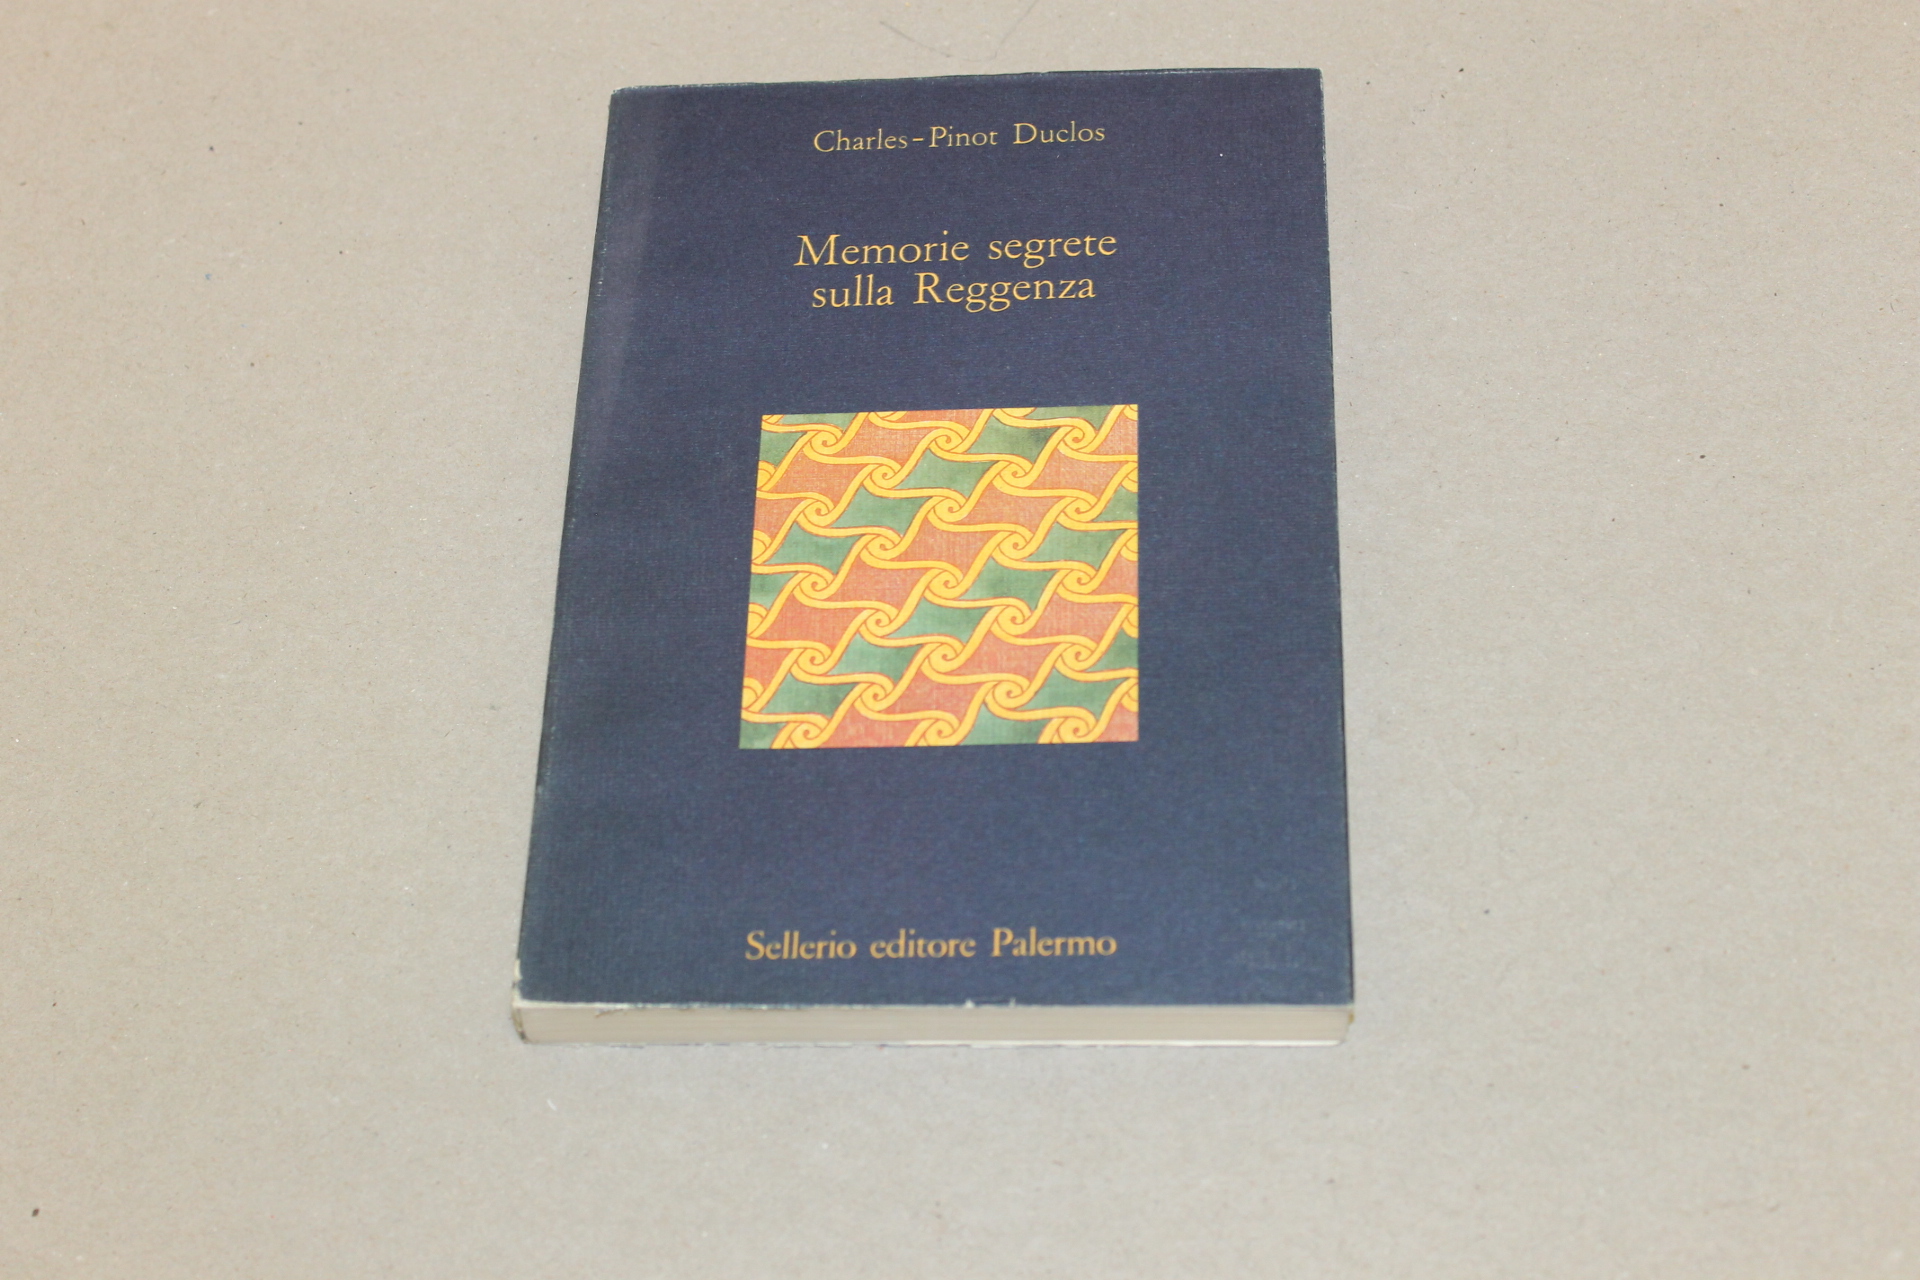 Charles-Pinot Duclos
Memorie segrete
sulla Reggenza
Sellerio editore Palermo